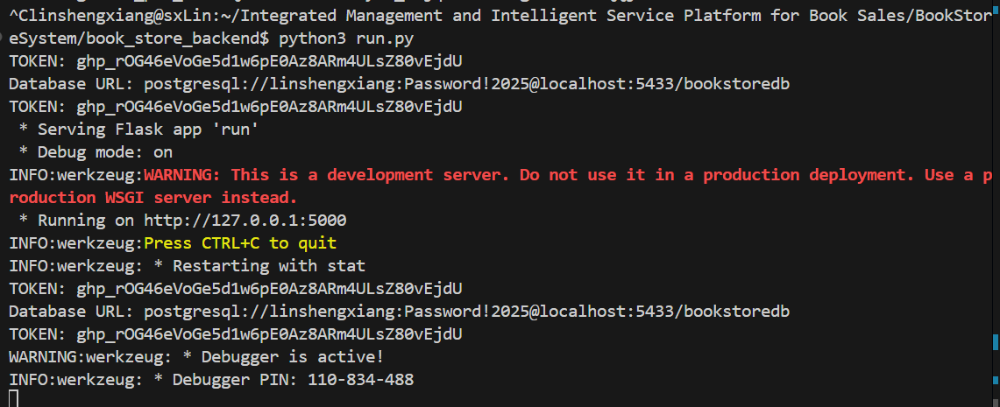 ^Clinshengxiang@sxLin:~/Integrated Management and Intelligent Service Platform for Book Sales/BookStor
eSystem/book_store_backend$ python3 run.py
TOKEN: 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
Database URL: postgresql://linshengxiang:Password!2025@localhost:5433/bookstoredb
TOKEN: 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
 * Serving Flask app 'run'
 * Debug mode: on
INFO:werkzeug:WARNING: This is a development server. Do not use it in a production deployment. Use a p
roduction WSGI server instead.
 * Running on http://127.0.0.1:5000
INFO:werkzeug:Press CTRL+C to quit
INFO:werkzeug: * Restarting with stat
TOKEN: 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
Database URL: postgresql://linshengxiang:Password!2025@localhost:5433/bookstoredb
TOKEN: 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
WARNING:werkzeug: * Debugger is active!
INFO:werkzeug: * Debugger PIN: 110-834-488